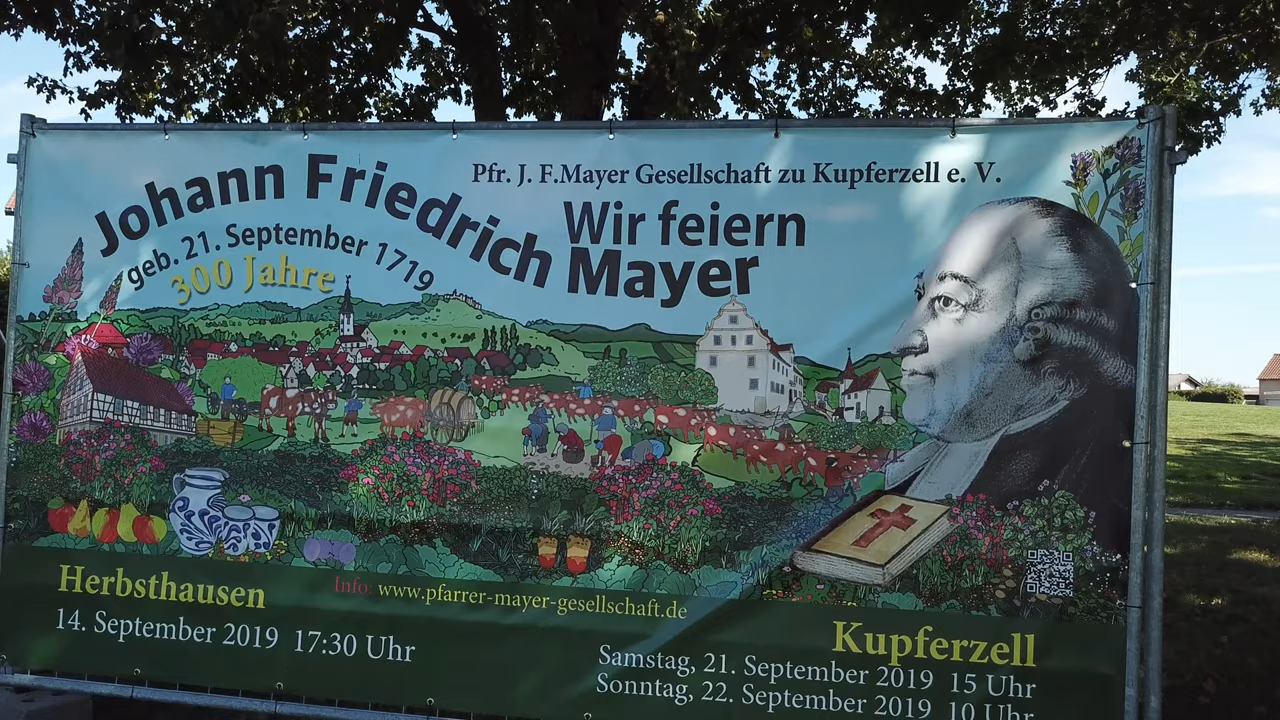 Pfr. J. F.Mayer Gesellschaft zu Kupferzell e. V.
Johann Friedrich Mayer
Wir feiern
geb. 21. September 1719
300 Jahre
Herbsthausen
14. September 2019 17:30 Uhr
Info: www.pfarrer-mayer-gesellschaft.de
Kupferzell
Samstag, 21. September 2019 15 Uhr
Sonntag, 22. September 2019 10 Uhr